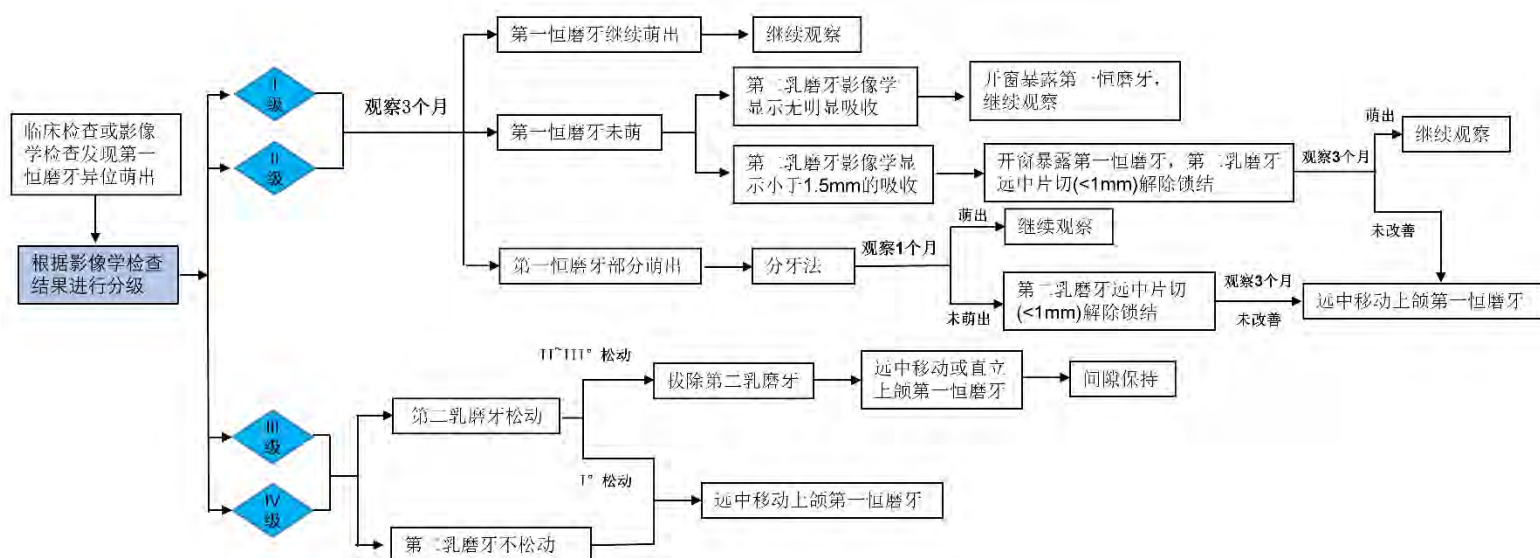 临床检查或影像
学检查发现第一
恒磨牙异位萌出
根据影像学检查
结果进行分级
I
级
II
级
观察3个月
第一恒磨牙继续萌出
继续观察
第一恒磨牙未萌
第二乳磨牙影像学
显示无明显吸收
开窗暴露第一恒磨牙,
继续观察
第二乳磨牙影像学显
示小于1.5mm的吸收
开窗暴露第一恒磨牙, 第二乳磨牙
远中片切(<1mm)解除锁结
观察3个月
萌出
继续观察
未改善
第一恒磨牙部分萌出
分牙法
观察1个月
萌出
继续观察
未萌出
第二乳磨牙远中片切
(<1mm)解除锁结
观察3个月
未改善
远中移动上颌第一恒磨牙
III
级
IV
级
第二乳磨牙松动
II~III° 松动
拔除第二乳磨牙
远中移动或直立
上颌第一恒磨牙
间隙保持
I° 松动
远中移动上颌第一恒磨牙
第二乳磨牙不松动